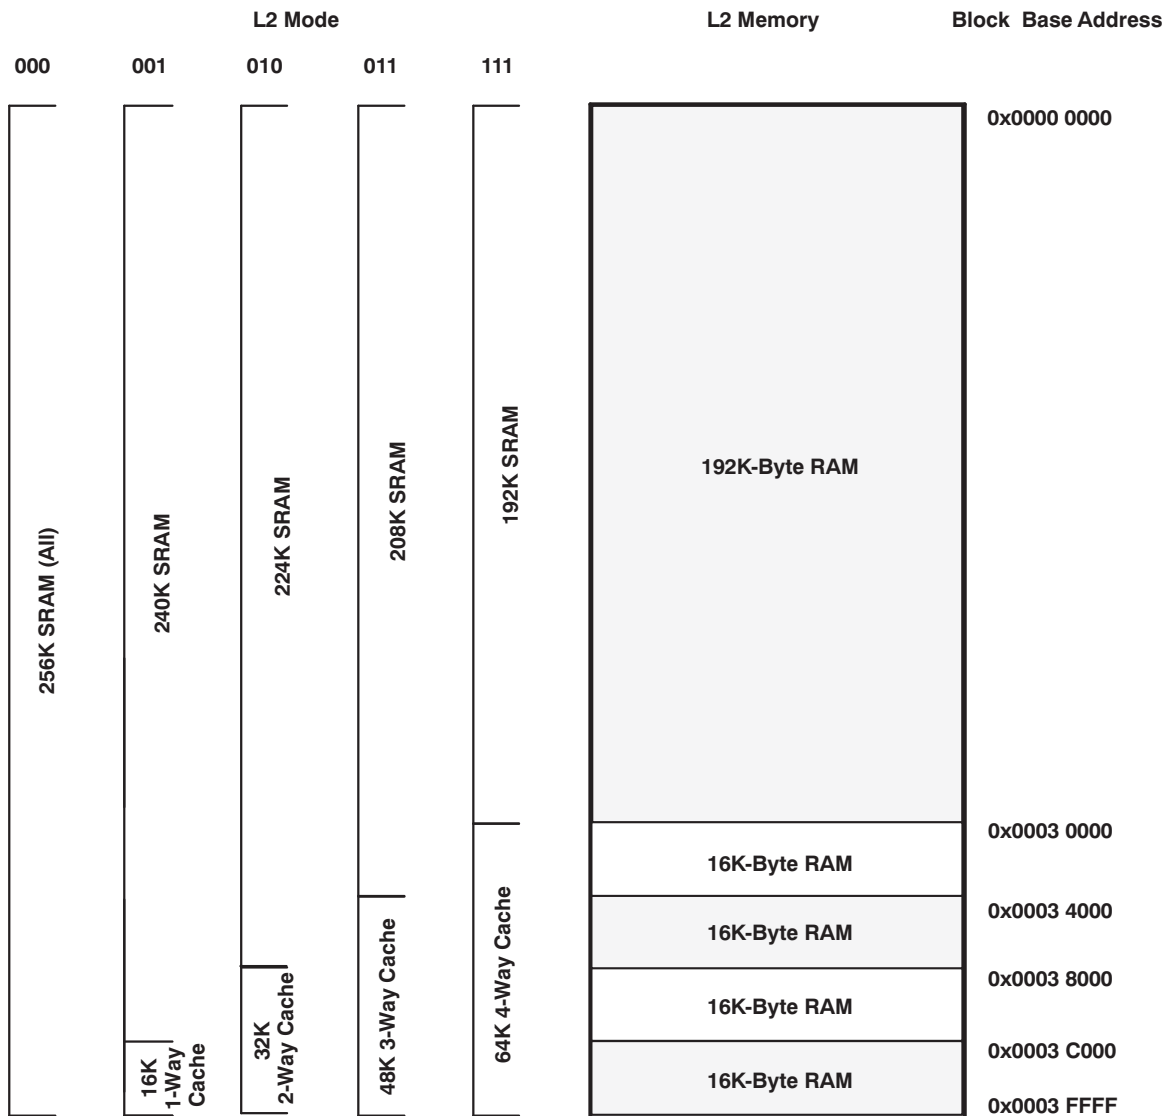 L2 Mode
L2 Memory
Block Base Address
000
001
010
011
111
256K SRAM (All)
240K SRAM
16K
1-Way
Cache
224K SRAM
32K
2-Way Cache
208K SRAM
48K 3-Way Cache
192K SRAM
64K 4-Way Cache
192K-Byte RAM
16K-Byte RAM
16K-Byte RAM
16K-Byte RAM
16K-Byte RAM
0x0000 0000
0x0003 0000
0x0003 4000
0x0003 8000
0x0003 C000
0x0003 FFFF